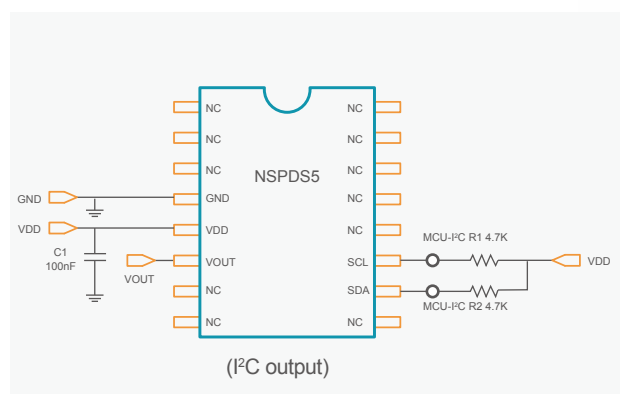 NC NC
NC NC
NC NC
NSPDS5
GND GND NC
VDD VDD NC
MCU-I²C R1 4.7K
C1
100nF
VOUT SCL VDD
VOUT
NC SDA
MCU-I²C R2 4.7K
NC NC
(I²C output)